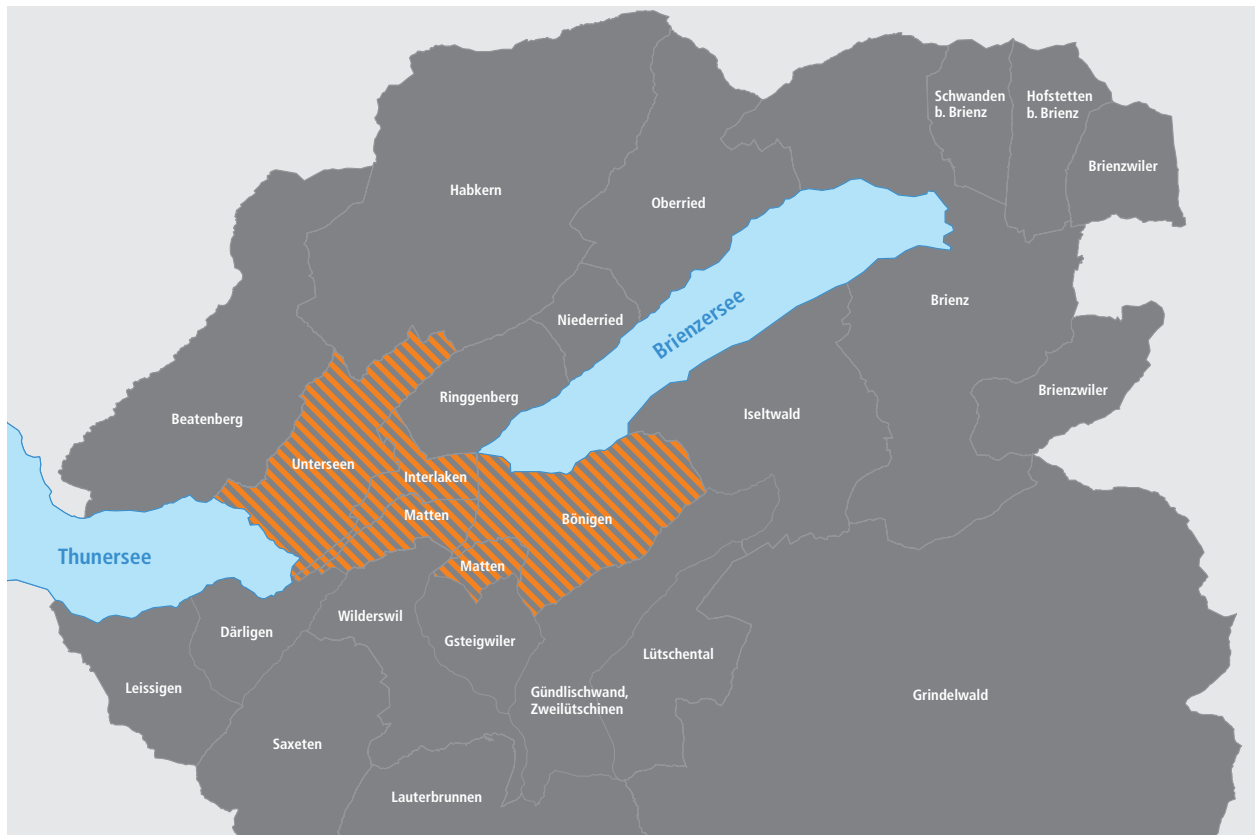 Schwanden
b. Brienz
Hofstetten
b. Brienz
Brienzwiler
Habkern
Oberried
Brienz
Niederried
Brienzersee
Brienzwiler
Ringgenberg
Iseltwald
Beatenberg
Unterseen
Interlaken
Matten
Bönigen
Thunersee
Matten
Wilderswil
Därligen
Gsteigwiler
Lütschental
Leissigen
Gündlischwand,
Zweilütschinen
Grindelwald
Saxeten
Lauterbrunnen